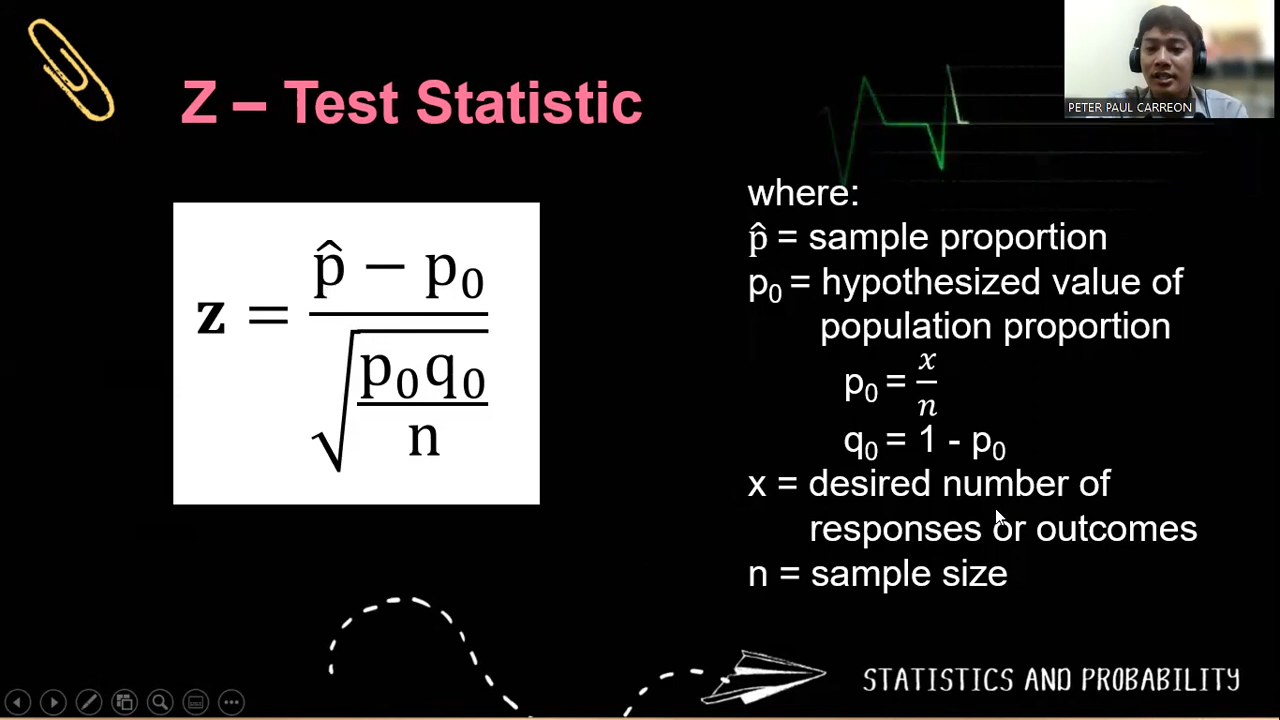 Z – Test Statistic
PETER PAUL CARREON
z = (p̂ − p₀) / √(p₀q₀ / n)
where:
p̂ = sample proportion
p₀ = hypothesized value of
population proportion
p₀ = x/n
q₀ = 1 - p₀
x = desired number of
responses or outcomes
n = sample size
STATISTICS AND PROBABILITY